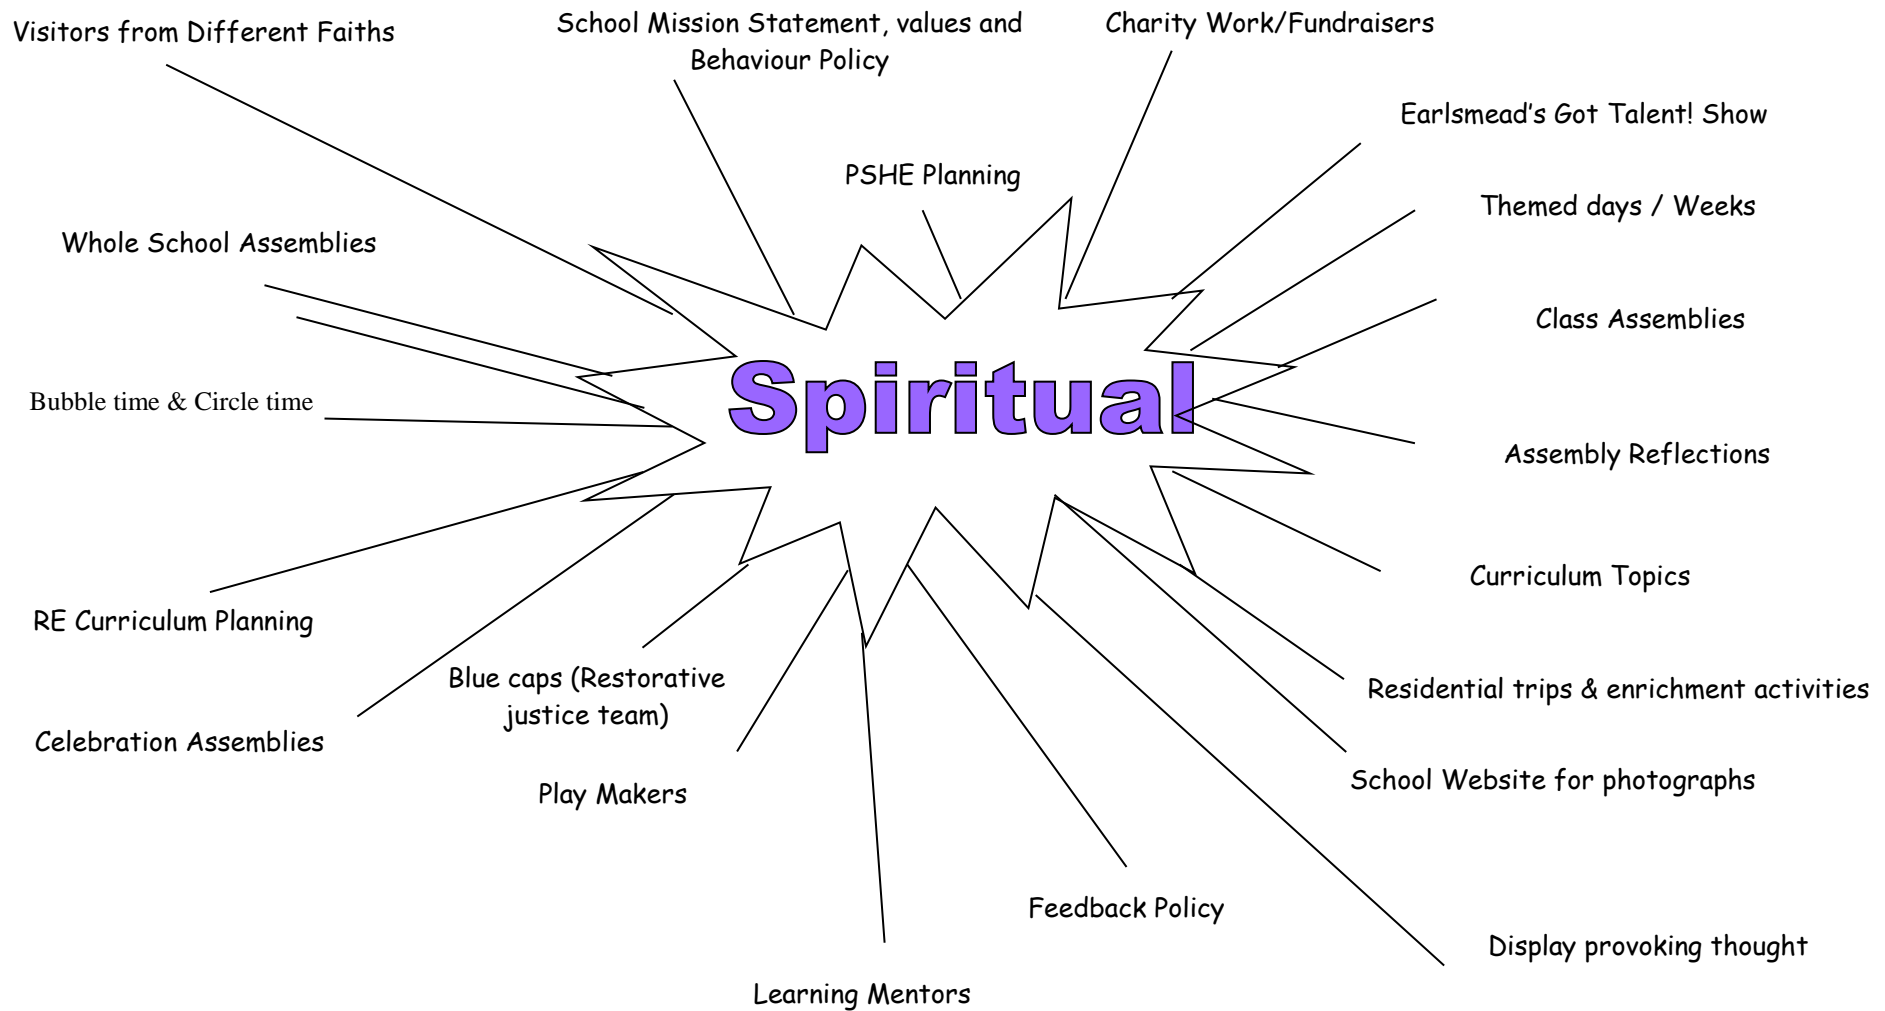 Visitors from Different Faiths
School Mission Statement, values and
Behaviour Policy
Charity Work/Fundraisers
Earlsmead's Got Talent! Show
PSHE Planning
Themed days / Weeks
Whole School Assemblies
Class Assemblies
Bubble time & Circle time
Spiritual
Assembly Reflections
Curriculum Topics
RE Curriculum Planning
Blue caps (Restorative
justice team)
Residential trips & enrichment activities
Celebration Assemblies
Play Makers
School Website for photographs
Feedback Policy
Display provoking thought
Learning Mentors